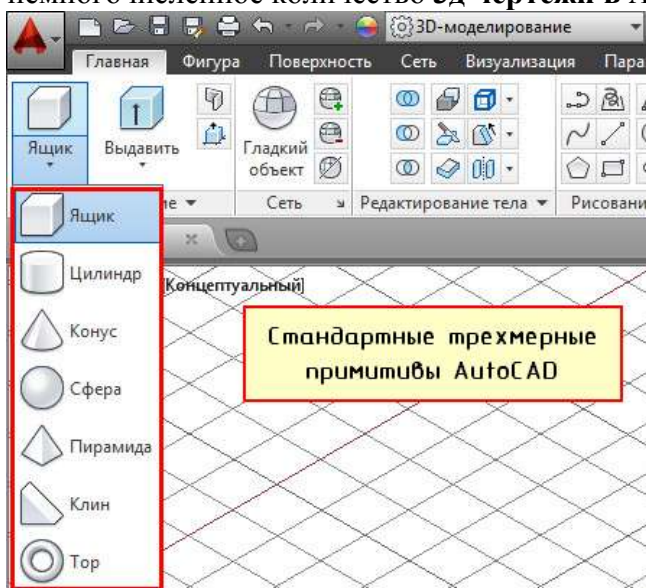 3D-моделирование
Главная Фигура Поверхность Сеть Визуализация Пара
Ящик Выдавить Гладкий объект
Сеть Редактирование тела Рисовани
Ящик
Цилиндр
[Концептуальный]
Конус
Стандартные трехмерные
примитивы AutoCAD
Сфера
Пирамида
Клин
Тор